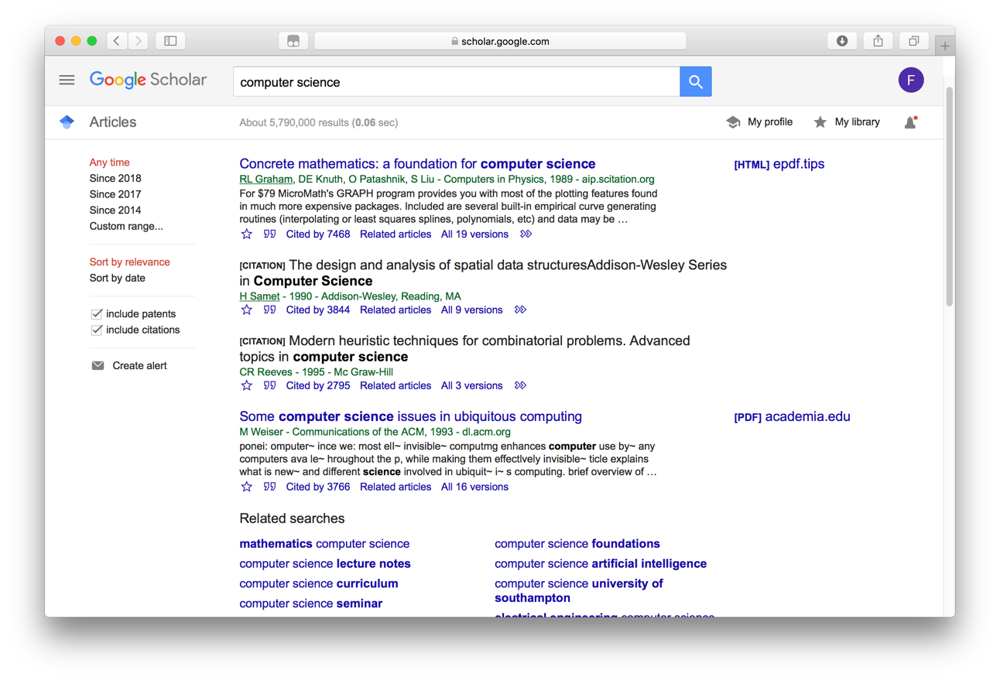 scholar.google.com
Google Scholar
computer science
F
Articles
About 5,790,000 results (0.06 sec)
My profile
My library
Any time
Since 2018
Since 2017
Since 2014
Custom range...
Sort by relevance
Sort by date
include patents
include citations
Create alert
Concrete mathematics: a foundation for computer science
RL Graham, DE Knuth, O Patashnik, S Liu - Computers in Physics, 1989 - aip.scitation.org
For $79 MicroMath's GRAPH program provides you with most of the plotting features found
in much more expensive packages. Included are several built-in empirical curve generating
routines (interpolating or least squares splines, polynomials, etc) and data may be …
Cited by 7468 Related articles All 19 versions
[HTML] epdf.tips
[CITATION] The design and analysis of spatial data structuresAddison-Wesley Series
in Computer Science
H Samet - 1990 - Addison-Wesley, Reading, MA
Cited by 3844 Related articles All 9 versions
[CITATION] Modern heuristic techniques for combinatorial problems. Advanced
topics in computer science
CR Reeves - 1995 - Mc Graw-Hill
Cited by 2795 Related articles All 3 versions
Some computer science issues in ubiquitous computing
M Weiser - Communications of the ACM, 1993 - dl.acm.org
ponei: omputer~ ince we: most ell~ invisible~ computmg enhances computer use by~ any
computers ava le~ hroughout the p, while making them effectlvely invisible~ ticle explains
what is new~ and different science involved in ubiquit~ i~ s computing. brief overview of …
Cited by 3766 Related articles All 16 versions
[PDF] academia.edu
Related searches
mathematics computer science
computer science lecture notes
computer science curriculum
computer science seminar
computer science foundations
computer science artificial intelligence
computer science university of
southampton
electrical engineering computer science